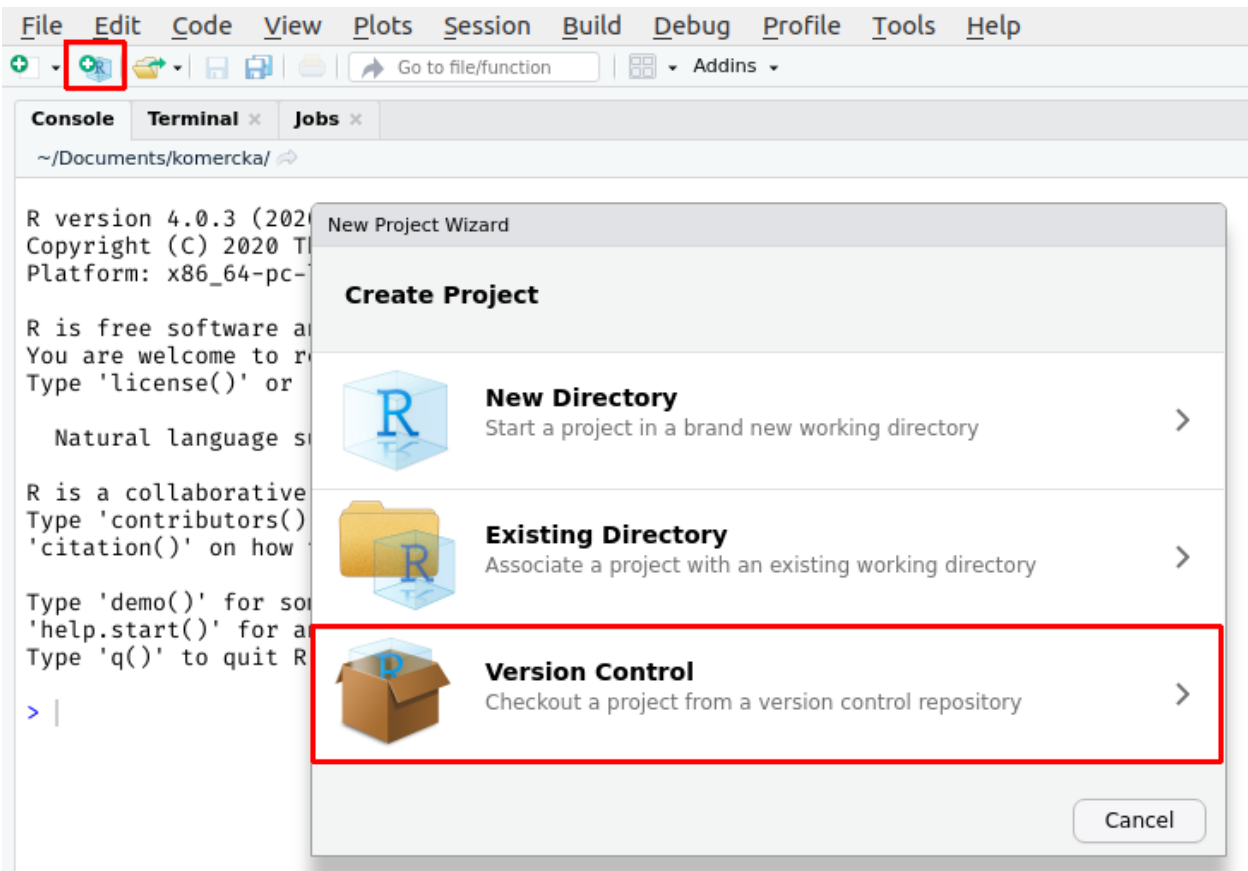 File Edit Code View Plots Session Build Debug Profile Tools Help
Go to file/function Addins
Console Terminal Jobs
~/Documents/komercka/
R version 4.0.3 (202
Copyright (C) 2020
Platform: x86_64-pc-
R is free software
You are welcome to
Type 'license()' or
Natural language
R is a collaborative
Type 'contributors()
'citation()' on how
Type 'demo()' for
'help.start()' for
Type 'q()' to quit R
>
New Project Wizard
Create Project
R
New Directory
Start a project in a brand new working directory
R
Existing Directory
Associate a project with an existing working directory
R
Version Control
Checkout a project from a version control repository
Cancel